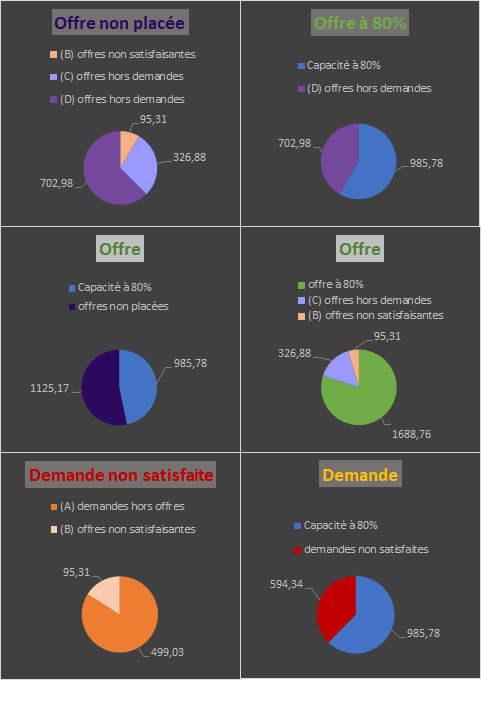 Offre non placée
(B) offres non satisfaisantes
(C) offres hors demandes
(D) offres hors demandes
95,31
326,88
702,98
Offre à 80%
Capacité à 80%
(D) offres hors demandes
702,98
985,78
Offre
Capacité à 80%
offres non placées
985,78
1125,17
Offre
offre à 80%
(C) offres hors demandes
(B) offres non satisfaisantes
95,31
326,88
1688,76
Demande non satisfaite
(A) demandes hors offres
(B) offres non satisfaisantes
95,31
499,03
Demande
Capacité à 80%
demandes non satisfaites
594,34
985,78